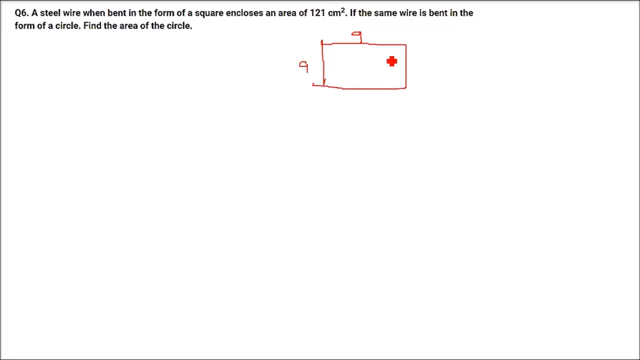 Q6. A steel wire when bent in the form of a square encloses an area of 121 cm². If the same wire is bent in the
form of a circle. Find the area of the circle.
a
a